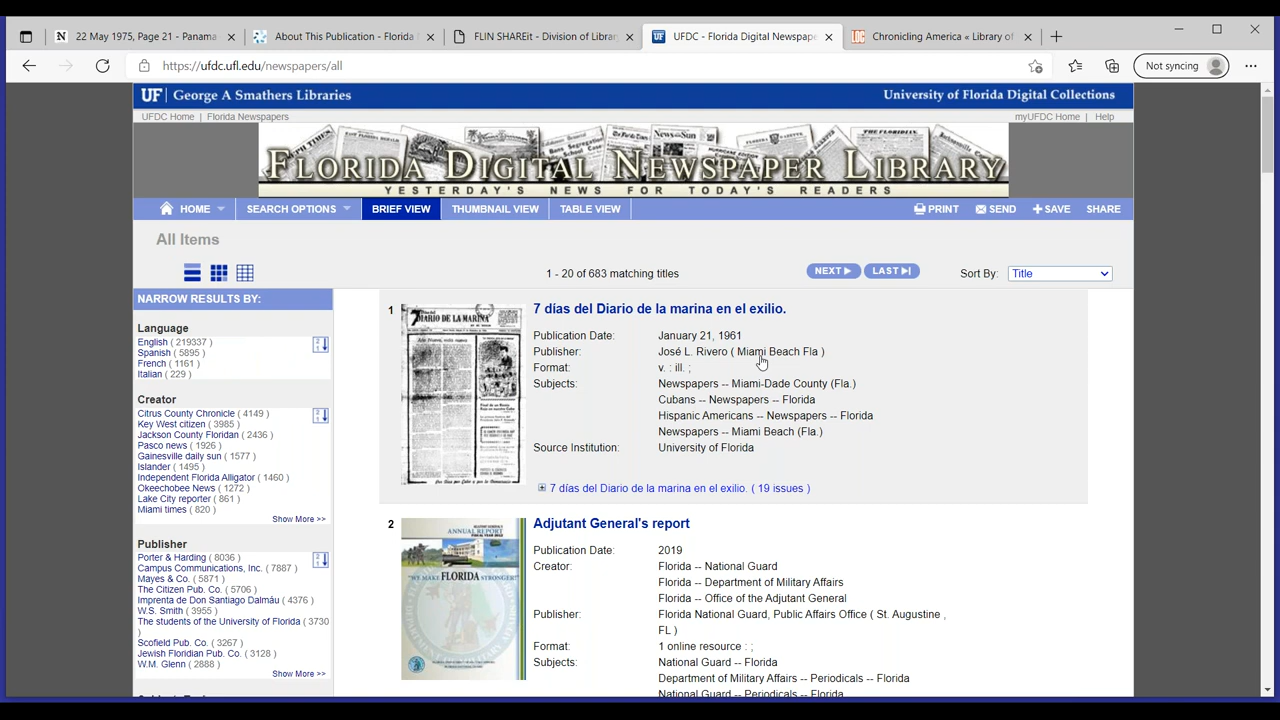 22 May 1975, Page 21 - Panama
About This Publication - Florida
FLIN SHAREit - Division of Librar
UFDC - Florida Digital Newspape
Chronicling America « Library of
https://ufdc.ufl.edu/newspapers/all
Not syncing
UF | George A Smathers Libraries
University of Florida Digital Collections
UFDC Home | Florida Newspapers
myUFDC Home | Help
FLORIDA DIGITAL NEWSPAPER LIBRARY
YESTERDAY'S NEWS FOR TODAY'S READERS
HOME
SEARCH OPTIONS
BRIEF VIEW
THUMBNAIL VIEW
TABLE VIEW
PRINT
SEND
SAVE
SHARE
All Items
1 - 20 of 683 matching titles
NEXT
LAST
Sort By:
Title
NARROW RESULTS BY:
Language
English ( 219337 )
Spanish ( 5895 )
French ( 1161 )
Italian ( 229 )
Creator
Citrus County Chronicle ( 4149 )
Key West citizen ( 3985 )
Jackson County Floridan ( 2436 )
Pasco news ( 1926 )
Gainesville daily sun ( 1577 )
Islander ( 1495 )
Independent Florida Alligator ( 1460 )
Okeechobee News ( 1272 )
Lake City reporter ( 861 )
Miami times ( 820 )
Show More >>
Publisher
Porter & Harding ( 8036 )
Campus Communications, Inc. ( 7887 )
Mayes & Co. ( 5871 )
The Citizen Pub. Co. ( 5706 )
Imprenta de Don Santiago Dalmáu ( 4376 )
W.S. Smith ( 3955 )
The students of the University of Florida ( 3730
)
Scofield Pub. Co. ( 3267 )
Jewish Floridian Pub. Co. ( 3128 )
W.M. Glenn ( 2888 )
Show More >>
1
7 días del Diario de la marina en el exilio.
Publication Date: January 21, 1961
Publisher: José L. Rivero ( Miami Beach Fla )
Format: v. : ill. ;
Subjects: Newspapers -- Miami-Dade County (Fla.)
Cubans -- Newspapers -- Florida
Hispanic Americans -- Newspapers -- Florida
Newspapers -- Miami Beach (Fla.)
Source Institution: University of Florida
7 días del Diario de la marina en el exilio. ( 19 issues )
DIARIO DE LA MARINA
2
Adjutant General's report
Publication Date: 2019
Creator: Florida -- National Guard
Florida -- Department of Military Affairs
Florida -- Office of the Adjutant General
Publisher: Florida National Guard, Public Affairs Office ( St. Augustine ,
FL )
Format: 1 online resource : ;
Subjects: National Guard -- Florida
Department of Military Affairs -- Periodicals -- Florida
National Guard -- Periodicals -- Florida
ANNUAL REPORT
"WE MAKE FLORIDA STRONGER!"